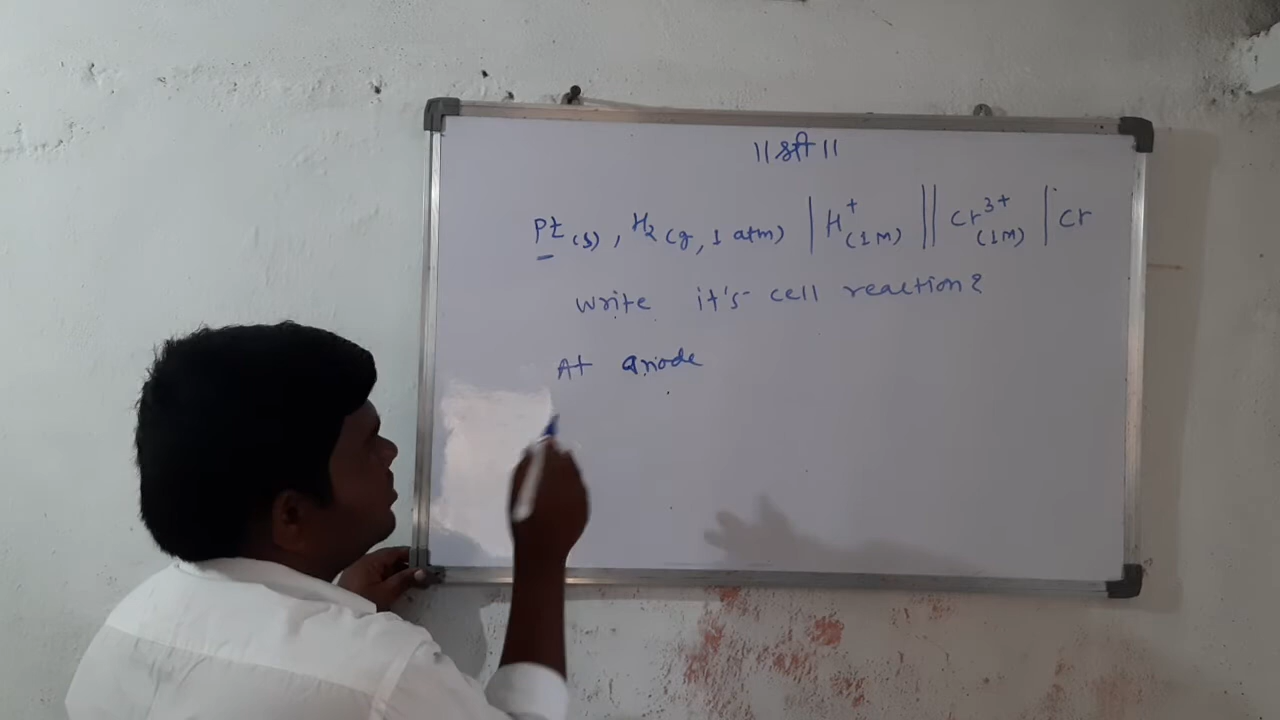 ॥ श्री ॥
Pt(s), H₂(g, 1 atm) | H⁺(1M) || Cr³⁺(1M) | Cr
Write it's cell reaction?
At anode